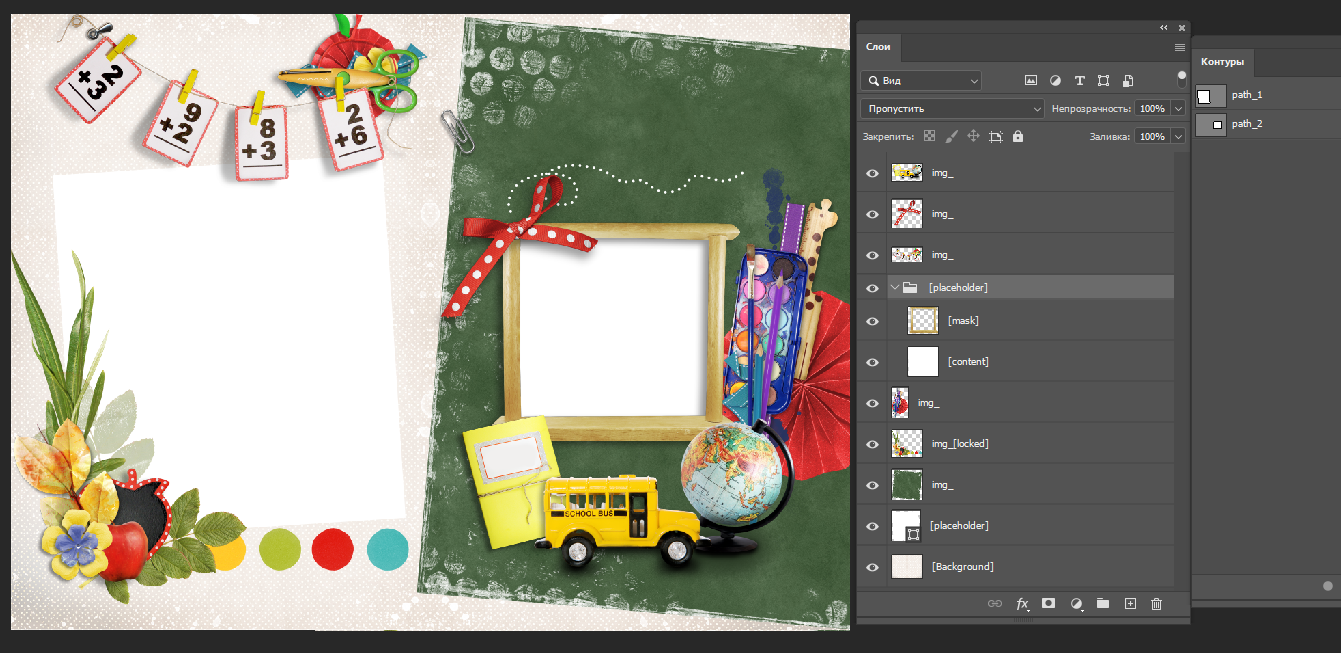 2
+3
9
+2
8
+3
2
+6
SCHOOL BUS
Слои
Вид
Пропустить
Непрозрачность: 100%
Закрепить:
Заливка: 100%
img_
img_
img_
[placeholder]
[mask]
[content]
img_
img_[locked]
img_
[placeholder]
[Background]
fx
Контуры
path_1
path_2